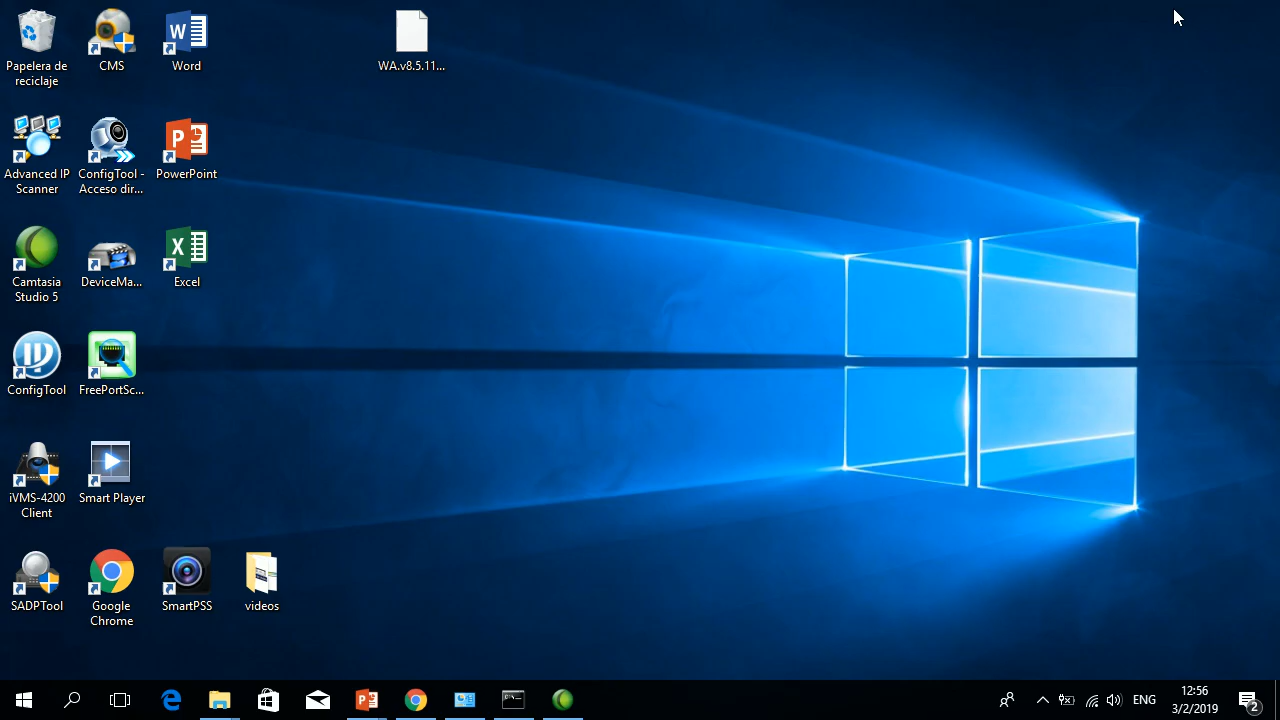 Papelera de
reciclaje
CMS
Word
WA.v8.5.11...
Advanced IP
Scanner
ConfigTool -
Acceso dir...
PowerPoint
Camtasia
Studio 5
DeviceMa...
Excel
ConfigTool
FreePortSc...
iVMS-4200
Client
Smart Player
SADPTool
Google
Chrome
SmartPSS
videos
ENG
12:56
3/2/2019
2